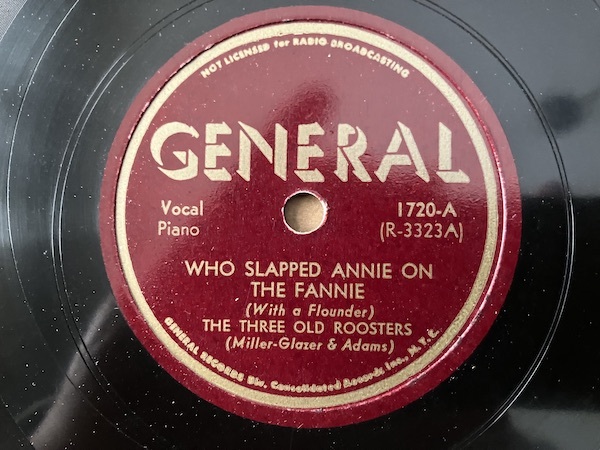 NOT LICENSED for RADIO BROADCASTING
GENERAL
Vocal
Piano
1720-A
(R-3323A)
WHO SLAPPED ANNIE ON
THE FANNIE
(With a Flounder)
THE THREE OLD ROOSTERS
(Miller-Glazer & Adams)
GENERAL RECORDS Div. Consolidated Records Inc., N.Y.C.